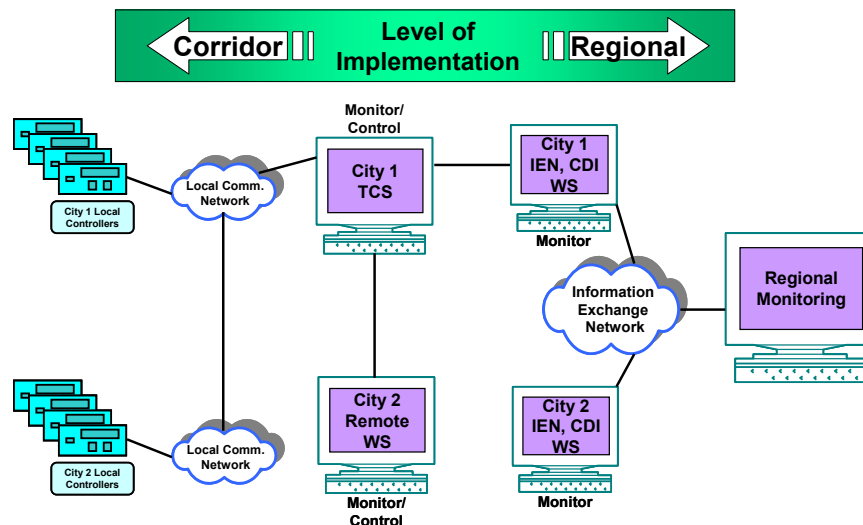 Corridor
Level of
Implementation
Regional
Monitor/
Control
City 1
TCS
City 1
IEN, CDI
WS
Monitor
Local Comm.
Network
City 1 Local
Controllers
Information
Exchange
Network
Regional
Monitoring
City 2
Remote
WS
Monitor/
Control
City 2
IEN, CDI
WS
Monitor
Local Comm.
Network
City 2 Local
Controllers